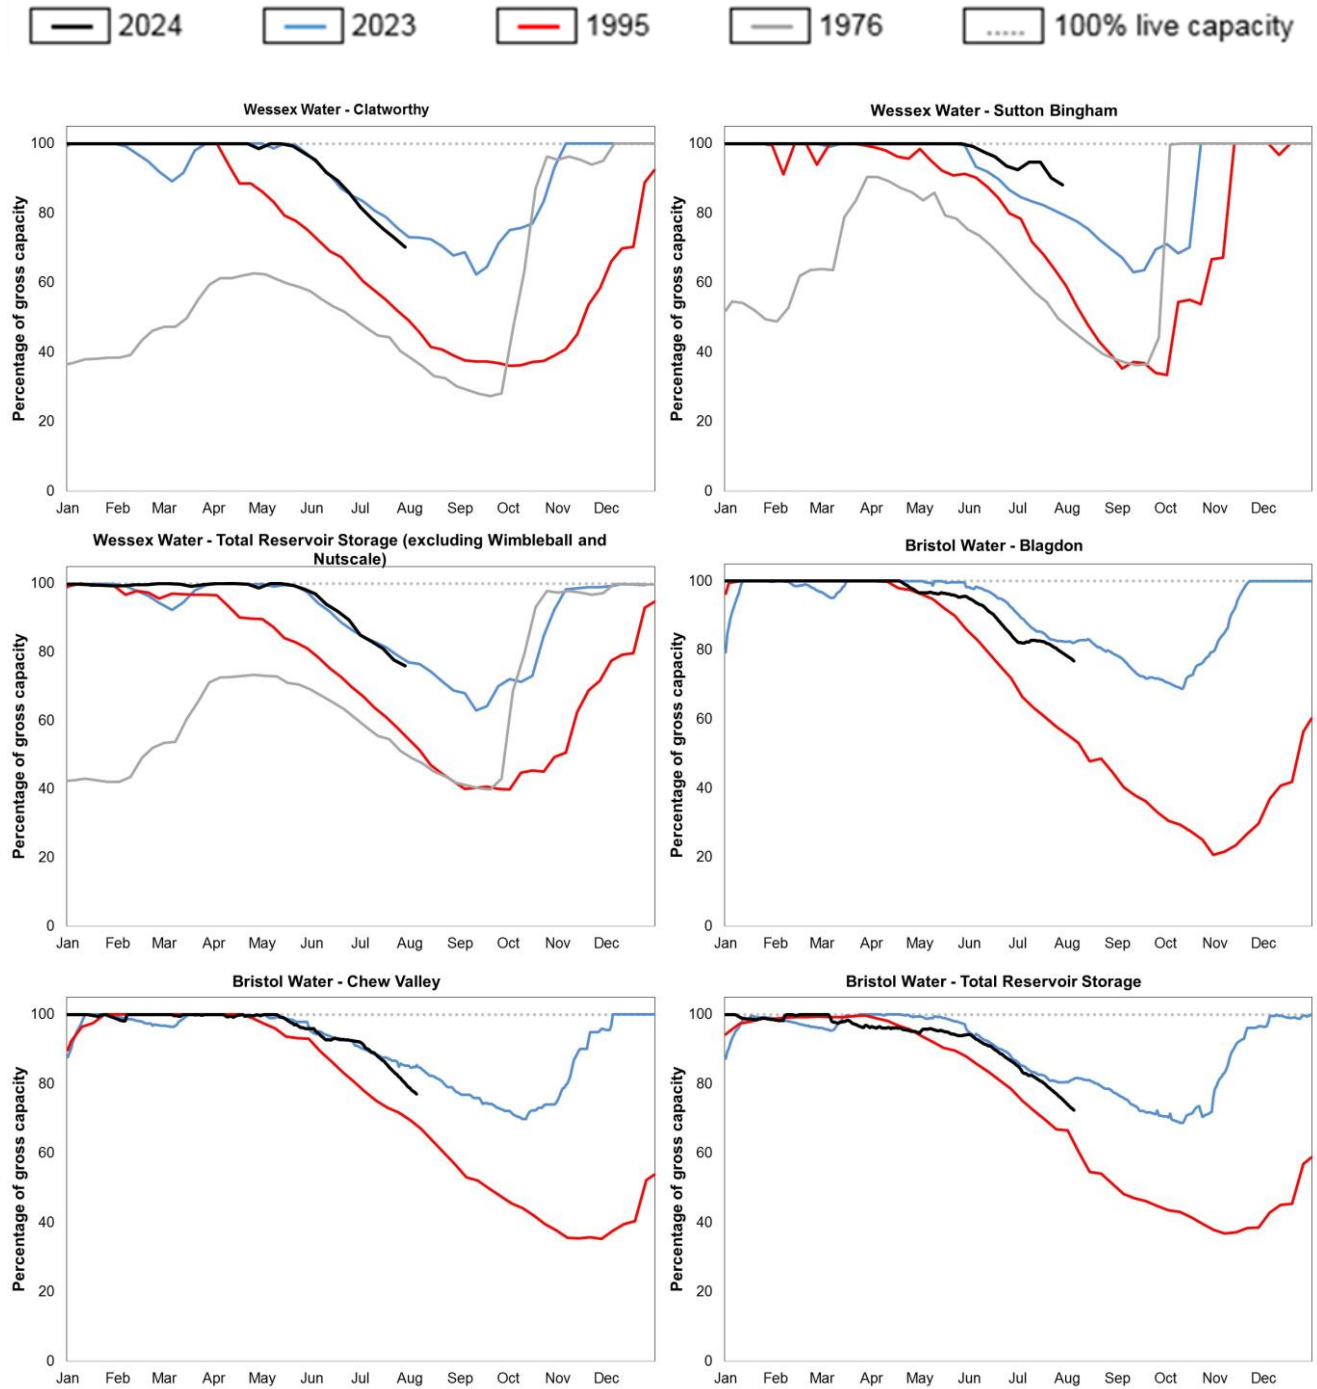 2024 2023 1995 1976 ..... 100% live capacity
Wessex Water - Clatworthy
Percentage of gross capacity
100
80
60
40
20
0
Jan Feb Mar Apr May Jun Jul Aug Sep Oct Nov Dec
Wessex Water - Sutton Bingham
Percentage of gross capacity
100
80
60
40
20
0
Jan Feb Mar Apr May Jun Jul Aug Sep Oct Nov Dec
Wessex Water - Total Reservoir Storage (excluding Wimbleball and
Nutscale)
Percentage of gross capacity
100
80
60
40
20
0
Jan Feb Mar Apr May Jun Jul Aug Sep Oct Nov Dec
Bristol Water - Blagdon
Percentage of gross capacity
100
80
60
40
20
0
Jan Feb Mar Apr May Jun Jul Aug Sep Oct Nov Dec
Bristol Water - Chew Valley
Percentage of gross capacity
100
80
60
40
20
0
Jan Feb Mar Apr May Jun Jul Aug Sep Oct Nov Dec
Bristol Water - Total Reservoir Storage
Percentage of gross capacity
100
80
60
40
20
0
Jan Feb Mar Apr May Jun Jul Aug Sep Oct Nov Dec